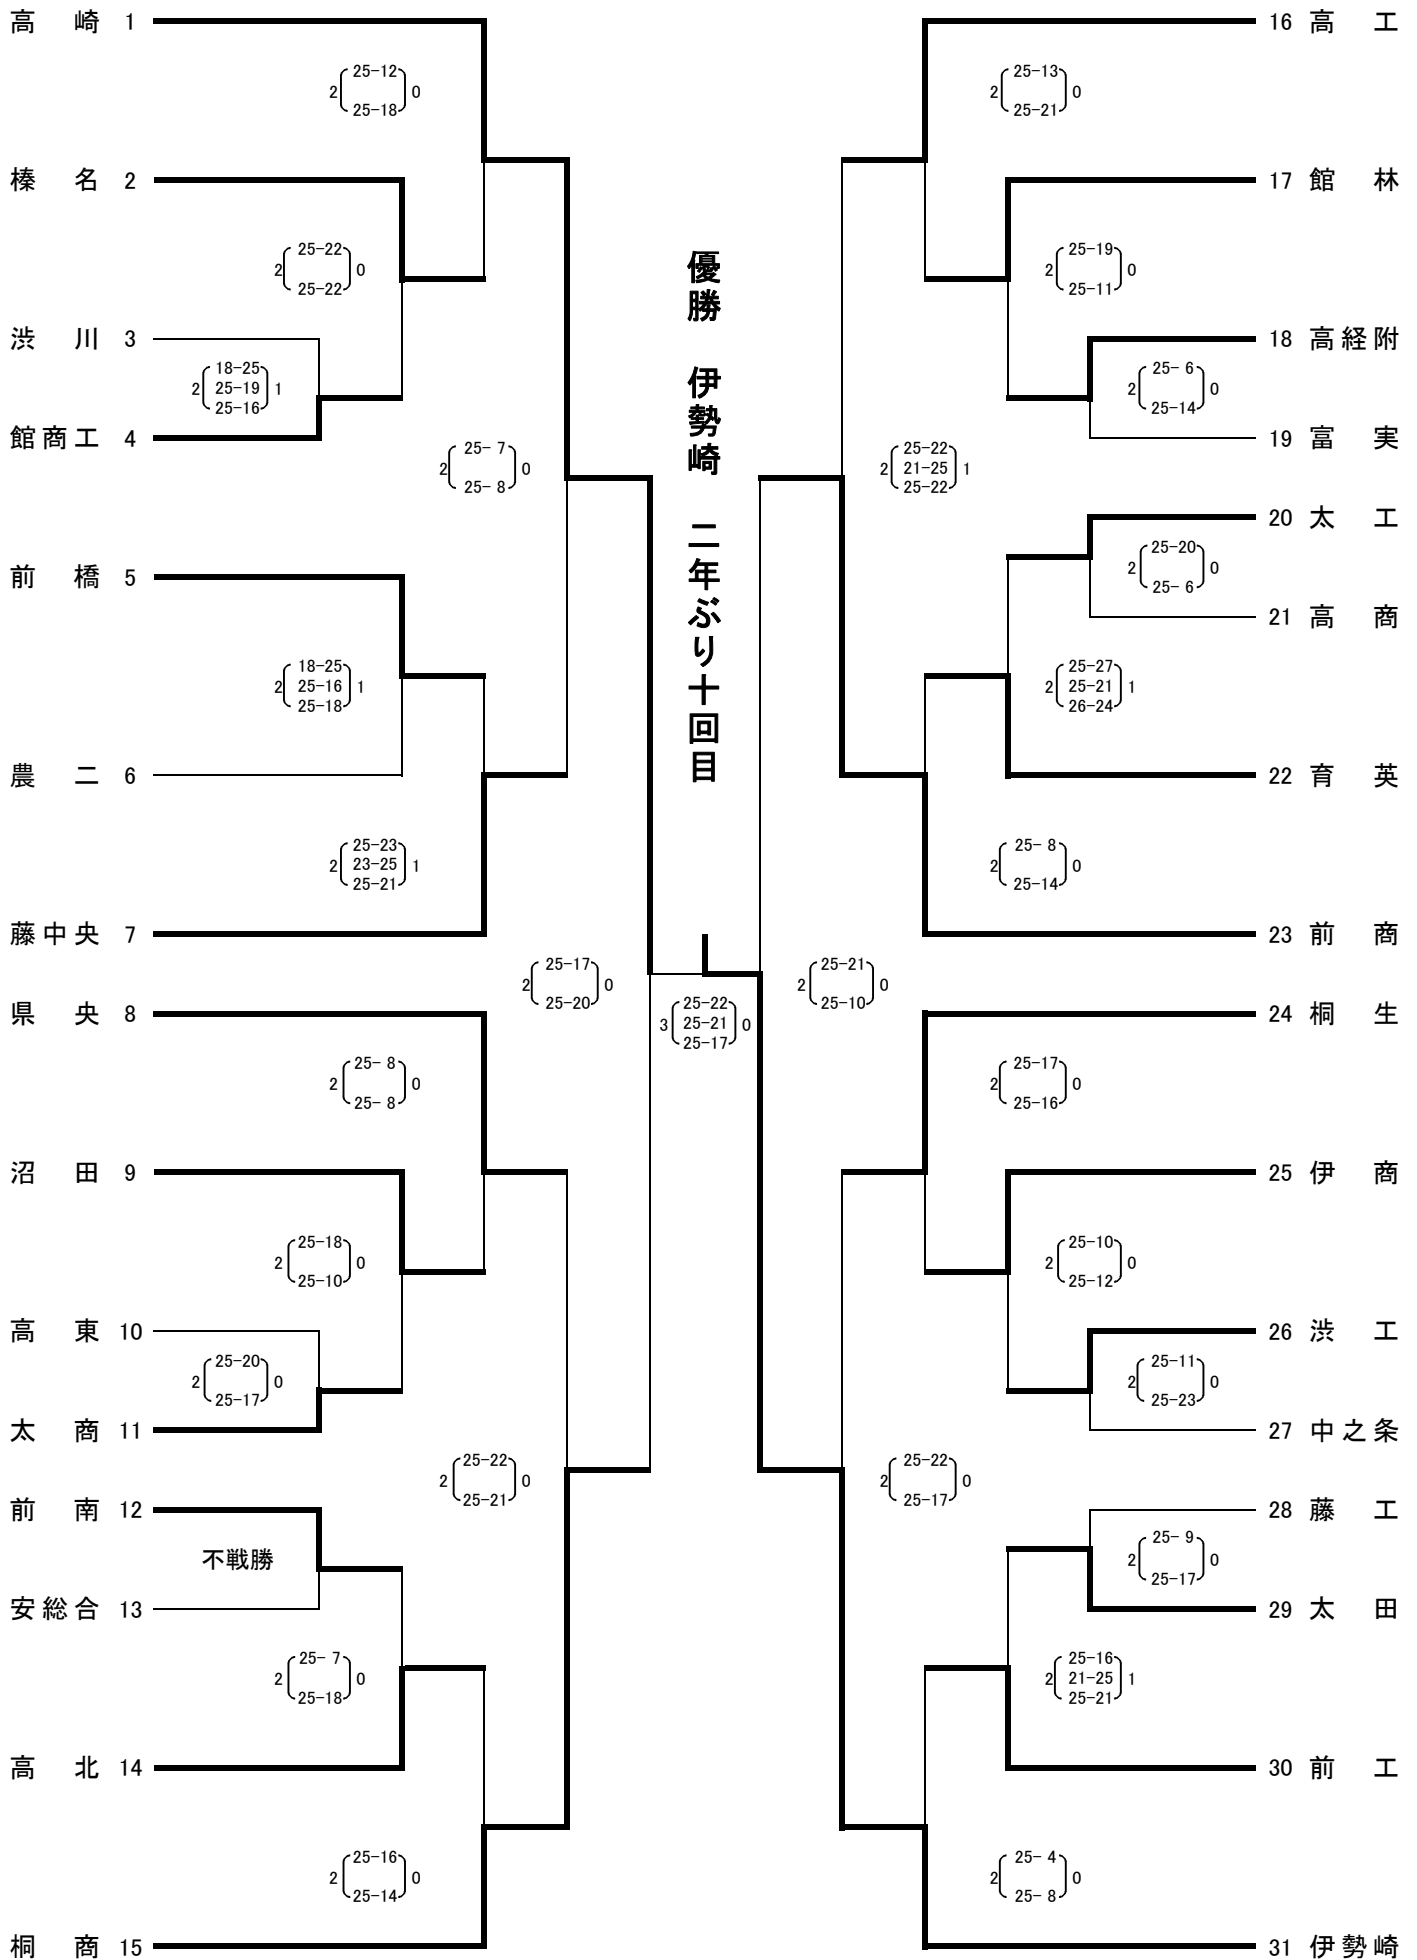 高崎 1
2 25-12 0
25-18
榛名 2
2 25-22 0
25-22
渋川 3
18-25
2 25-19 1
25-16
館商工 4
2 25- 7 0
25- 8
前橋 5
18-25
2 25-16 1
25-18
農二 6
25-23
2 23-25 1
25-21
藤中央 7
2 25-17 0
25-20
県央 8
2 25- 8 0
25- 8
沼田 9
2 25-18 0
25-10
高東 10
2 25-20 0
25-17
太商 11
2 25-22 0
25-21
前南 12
不戦勝
安総合 13
2 25- 7 0
25-18
高北 14
2 25-16 0
25-14
桐商 15
優勝 伊勢崎 二年ぶり十回目
25-22
3 25-21 0
25-17
16 高工
2 25-13 0
25-21
17 館林
2 25-19 0
25-11
18 高経附
2 25- 6 0
25-14
19 富実
25-22
2 21-25 1
25-22
20 太工
2 25-20 0
25- 6
21 高商
25-27
2 25-21 1
26-24
22 育英
2 25- 8 0
25-14
23 前商
2 25-21 0
25-10
24 桐生
2 25-17 0
25-16
25 伊商
2 25-10 0
25-12
26 渋工
2 25-11 0
25-23
27 中之条
2 25-22 0
25-17
28 藤工
2 25- 9 0
25-17
29 太田
25-16
2 21-25 1
25-21
30 前工
2 25- 4 0
25- 8
31 伊勢崎